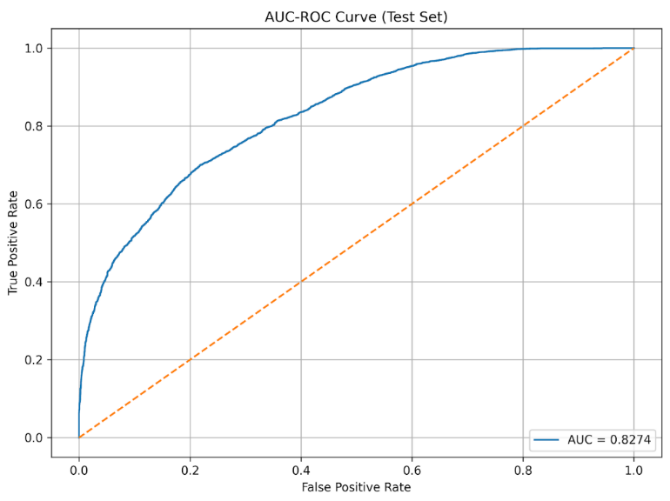 AUC-ROC Curve (Test Set)
True Positive Rate
1.0
0.8
0.6
0.4
0.2
0.0
AUC = 0.8274
0.0 0.2 0.4 0.6 0.8 1.0
False Positive Rate